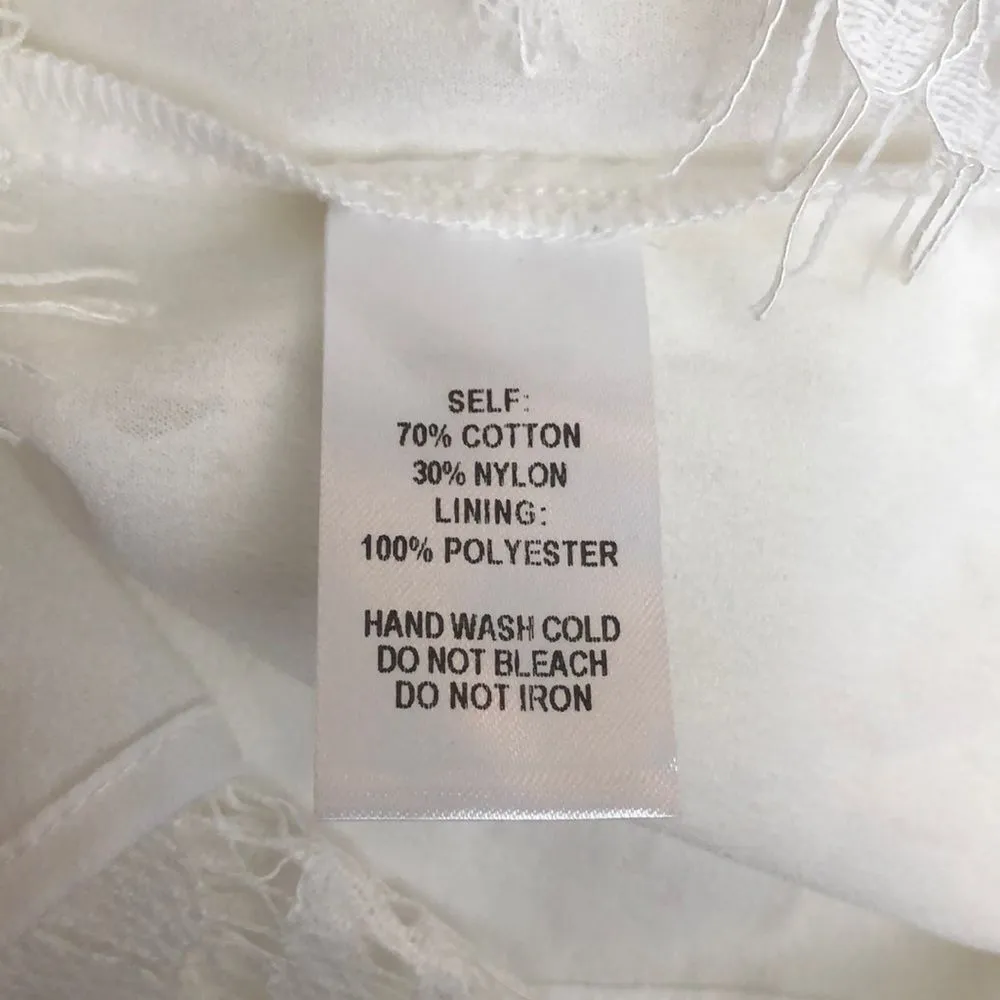 SELF:
70% COTTON
30% NYLON
LINING:
100% POLYESTER
HAND WASH COLD
DO NOT BLEACH
DO NOT IRON